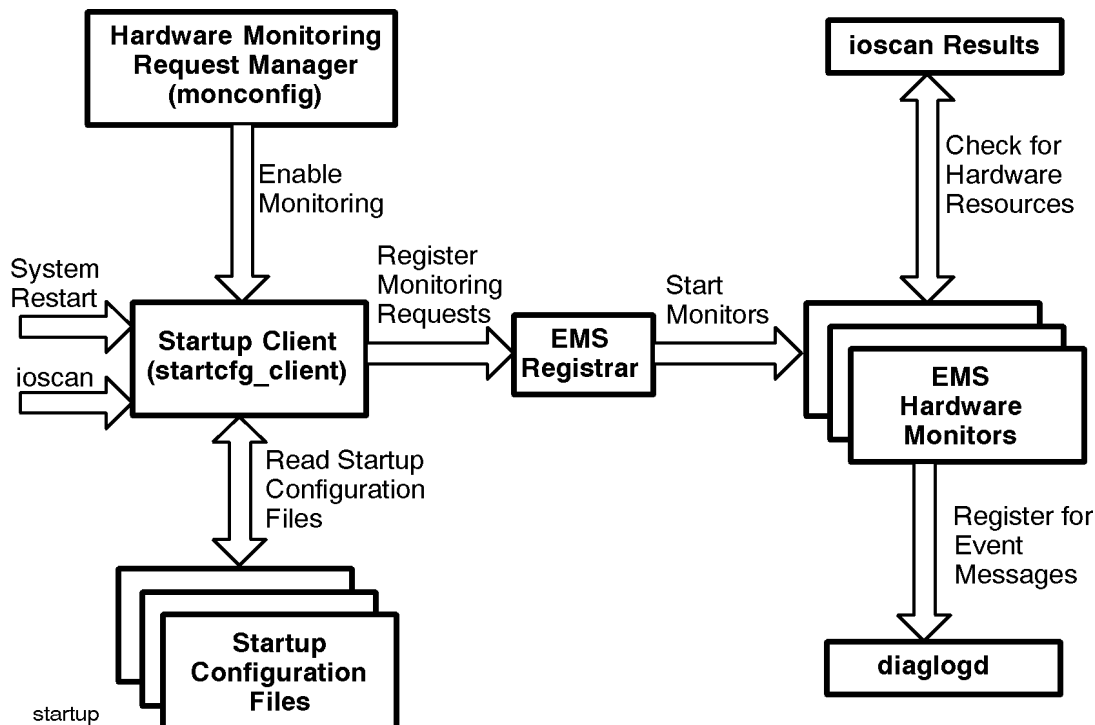 Hardware Monitoring
Request Manager
(monconfig)
ioscan Results
Enable
Monitoring
Check for
Hardware
Resources
System
Restart
ioscan
Startup Client
(startcfg_client)
Register
Monitoring
Requests
EMS
Registrar
Start
Monitors
EMS
Hardware
Monitors
Read Startup
Configuration
Files
Register for
Event
Messages
Startup
Configuration
Files
diaglogd
startup